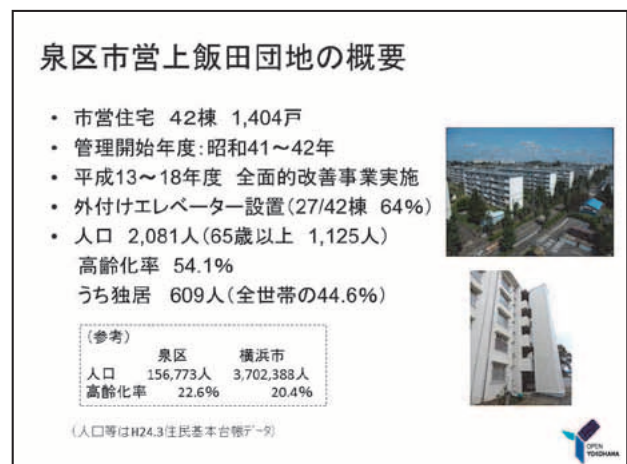 泉区市営上飯田団地の概要
• 市営住宅 42棟 1,404戸
• 管理開始年度:昭和41〜42年
• 平成13〜18年度 全面的改善事業実施
• 外付けエレベーター設置(27/42棟 64%)
• 人口 2,081人(65歳以上 1,125人)
高齢化率 54.1%
うち独居 609人(全世帯の44.6%)
(参考)
泉区 横浜市
人口 156,773人 3,702,388人
高齢化率 22.6% 20.4%
(人口等はH24.3住民基本台帳データ)
OPEN
YOKOHAMA